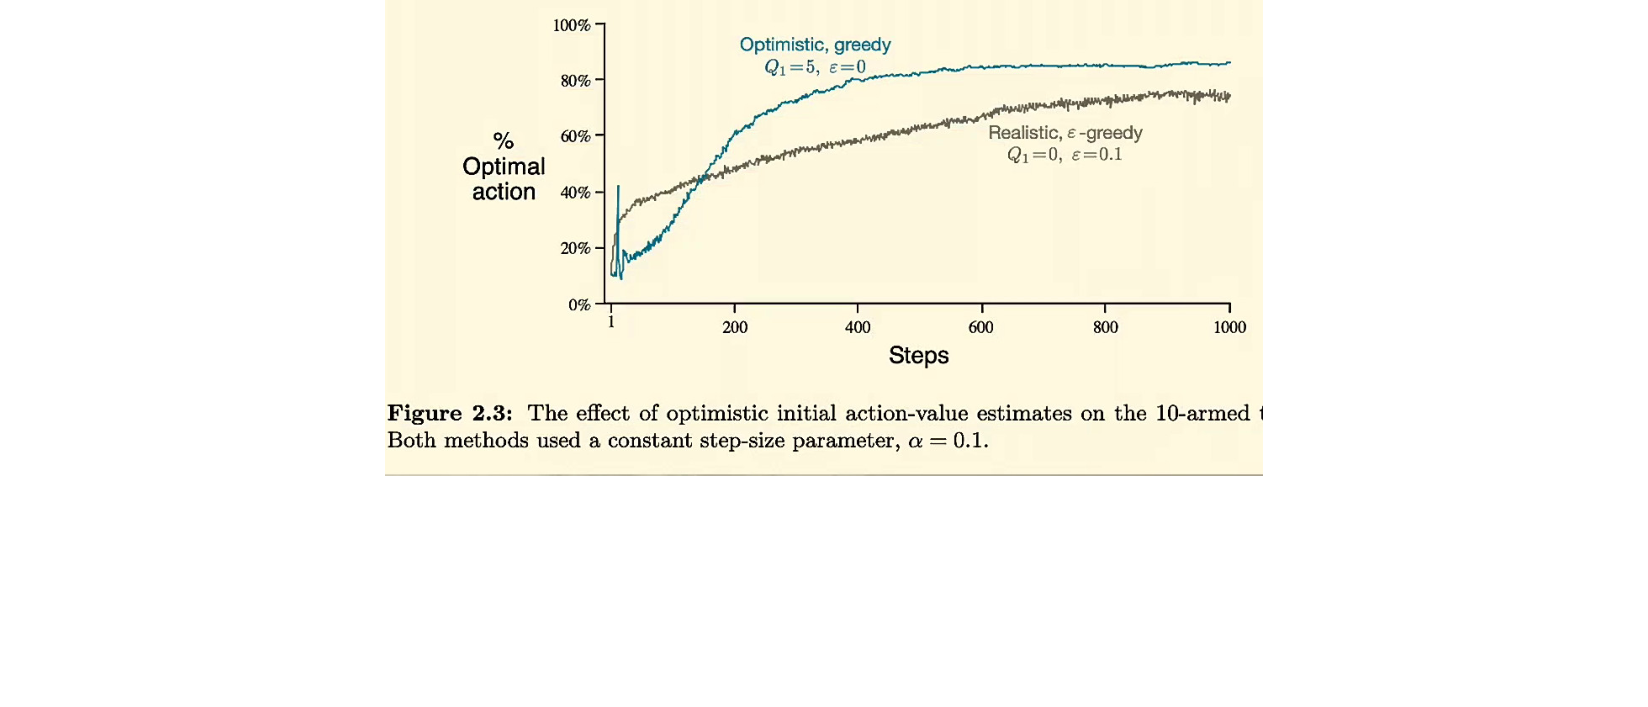 100%
Optimistic, greedy
Q₁=5, ε=0
80%
%
Optimal
action
60%
Realistic, ε-greedy
Q₁=0, ε=0.1
40%
20%
0%
1 200 400 600 800 1000
Steps
Figure 2.3: The effect of optimistic initial action-value estimates on the 10-armed
Both methods used a constant step-size parameter, α = 0.1.